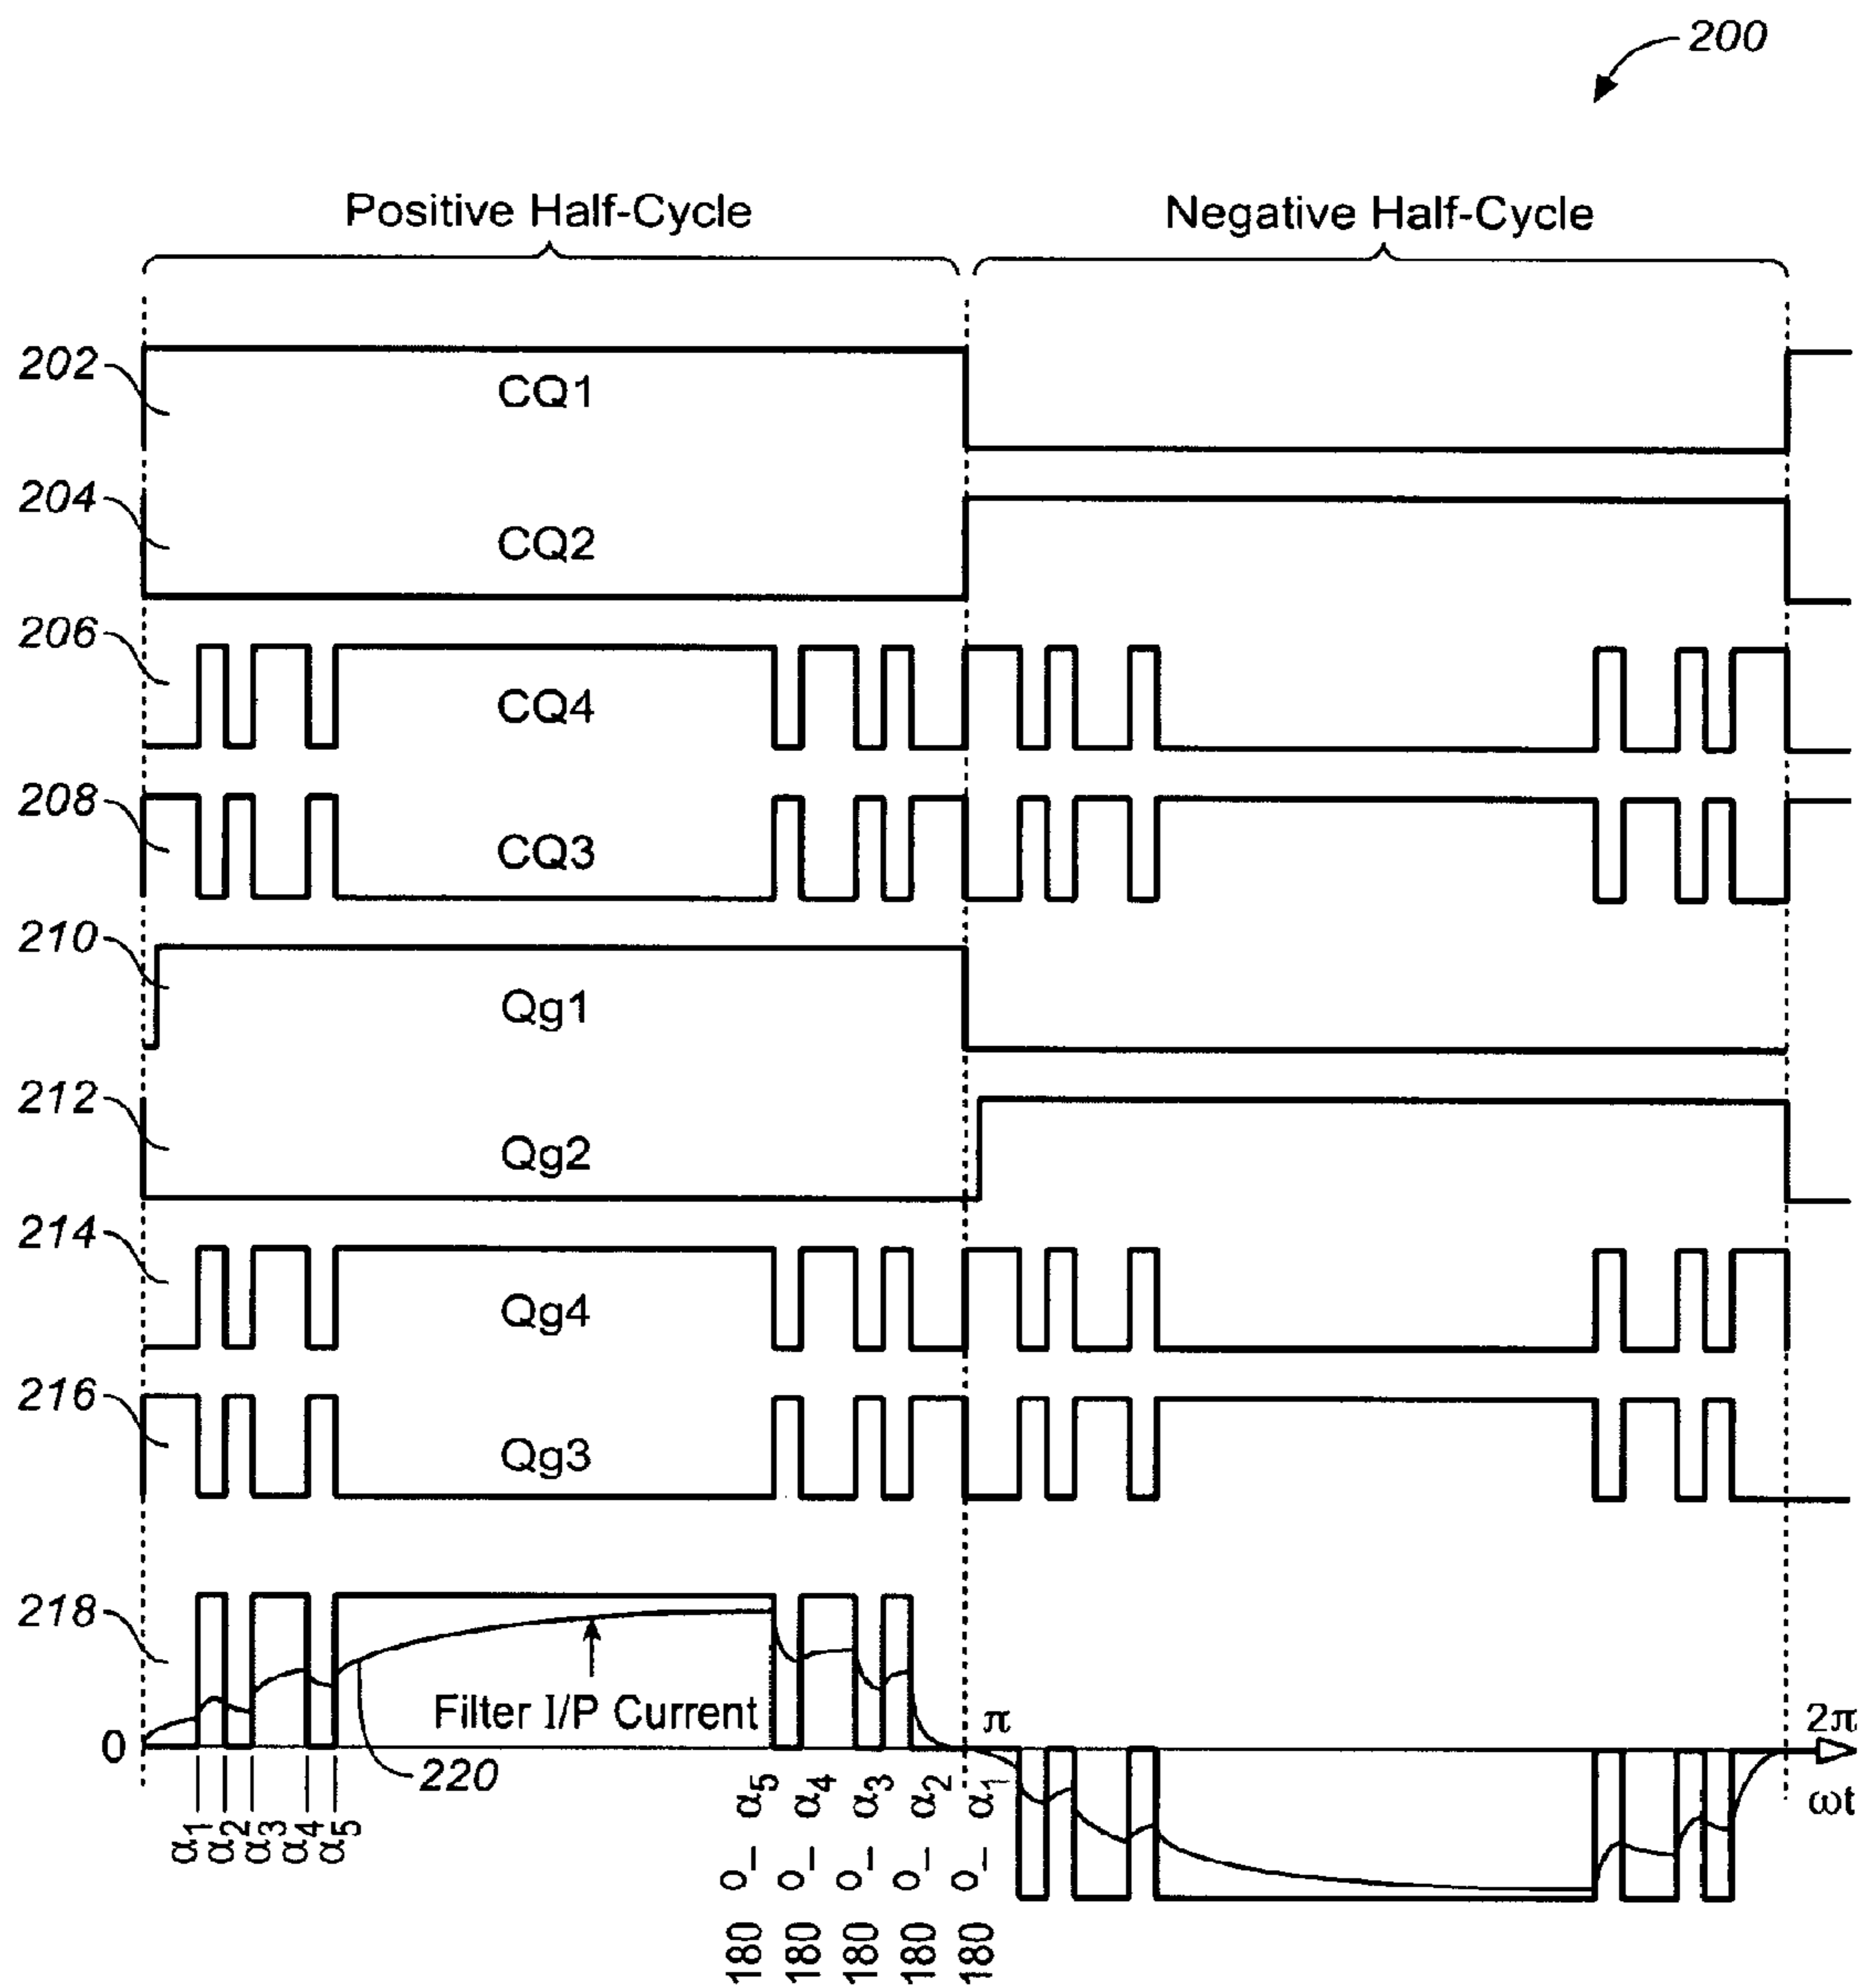 200
Positive Half-Cycle
Negative Half-Cycle
202
CQ1
204
CQ2
206
CQ4
208
CQ3
210
Qg1
212
Qg2
214
Qg4
216
Qg3
218
Filter I/P Current
220
0
π
2π
ωt
α1
α2
α3
α4
α5
180°–α5
180°–α4
180°–α3
180°–α2
180°–α1